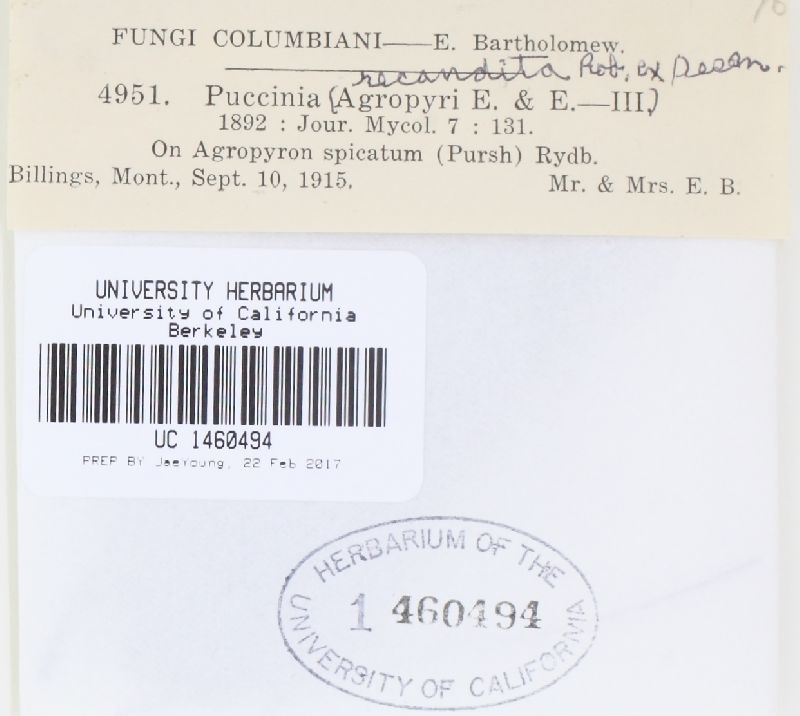 FUNGI COLUMBIANI——E. Bartholomew.
recondita Rob. ex Desm.
4951. Puccinia (Agropyri E. & E.—III.)
1892 : Jour. Mycol. 7 : 131.
On Agropyron spicatum (Pursh) Rydb.
Billings, Mont., Sept. 10, 1915. Mr. & Mrs. E. B.
UNIVERSITY HERBARIUM
University of California
Berkeley
UC 1460494
PREP BY JaeYoung, 22 Feb 2017
HERBARIUM OF THE
1 460494
UNIVERSITY OF CALIFORNIA